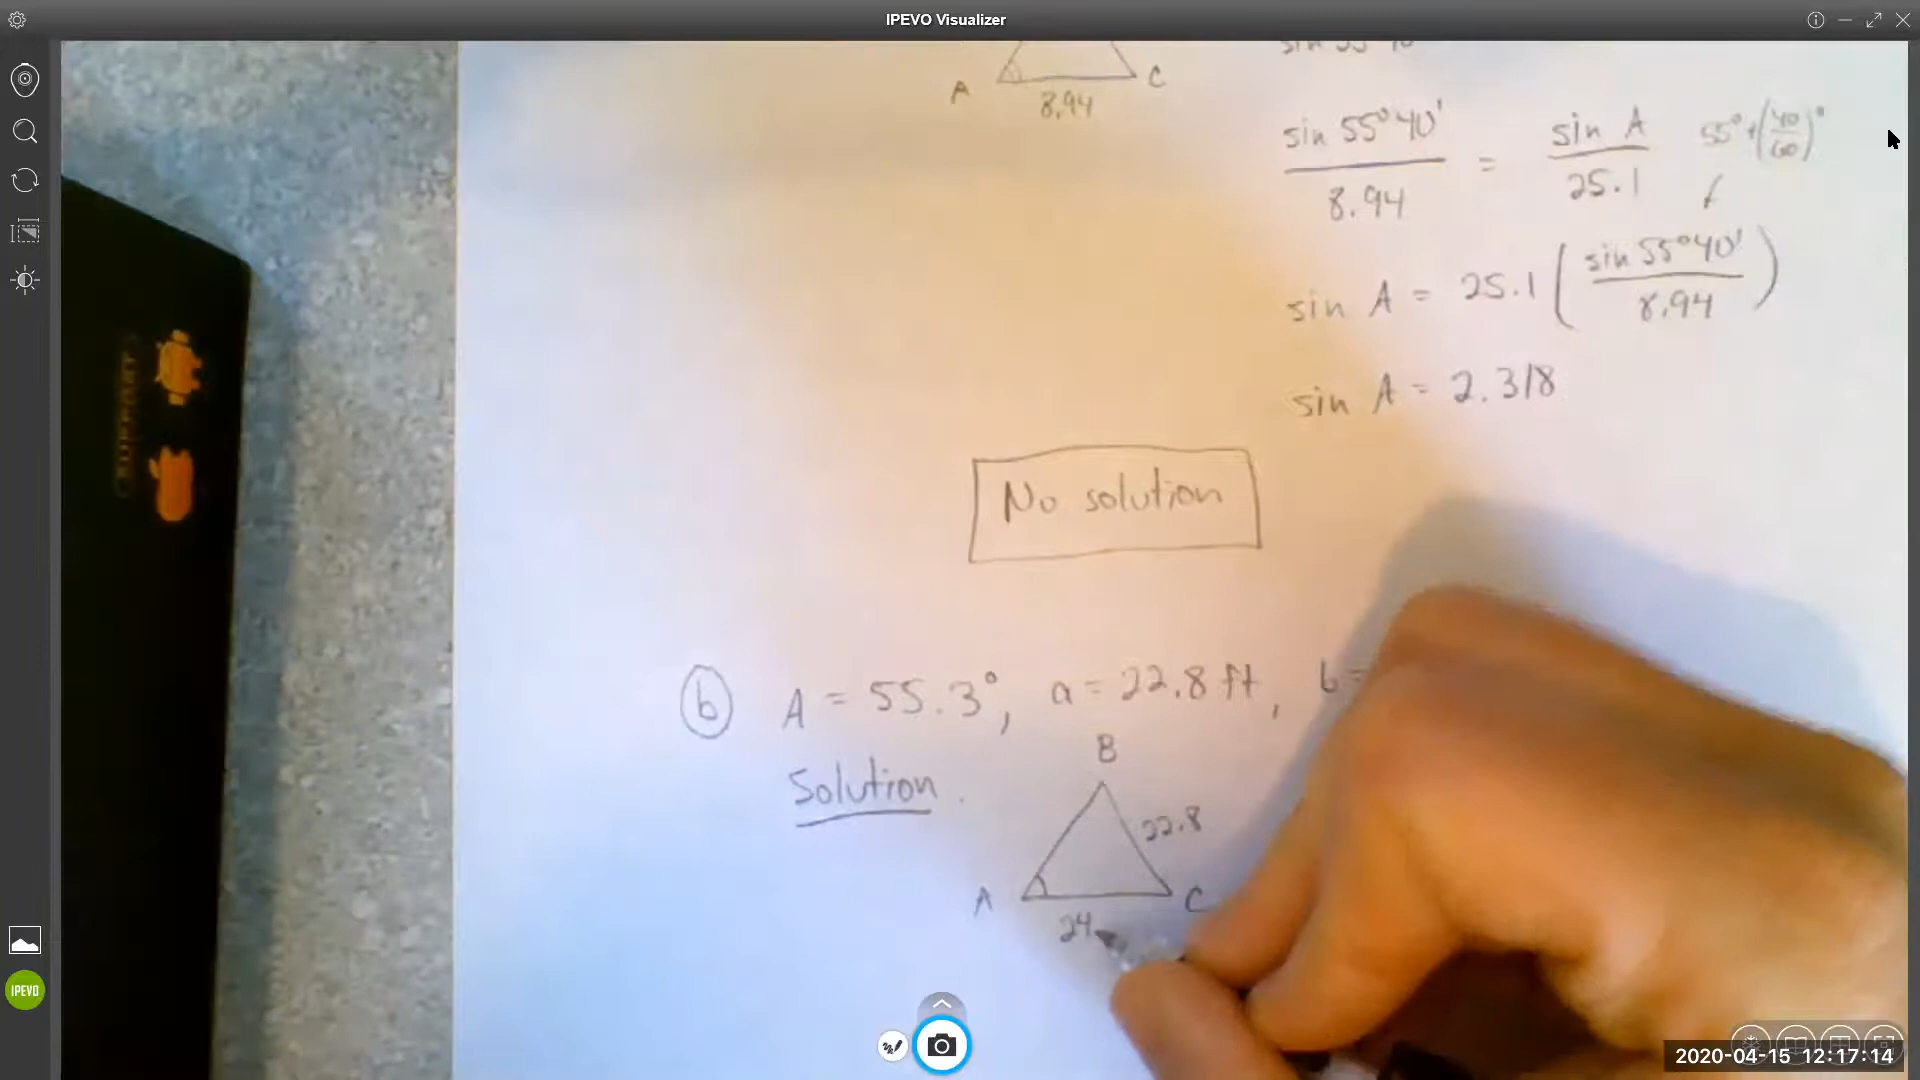 IPEVO Visualizer
A C
8.94
sin 55°40' / 8.94 = sin A / 25.1
55° + (40/60)°
sin A = 25.1 ( sin 55°40' / 8.94 )
sin A = 2.318
No solution
b A = 55.3°, a = 22.8 ft, b =
Solution.
B
22.8
A C
24
IPEVO
2020-04-15 12:17:14